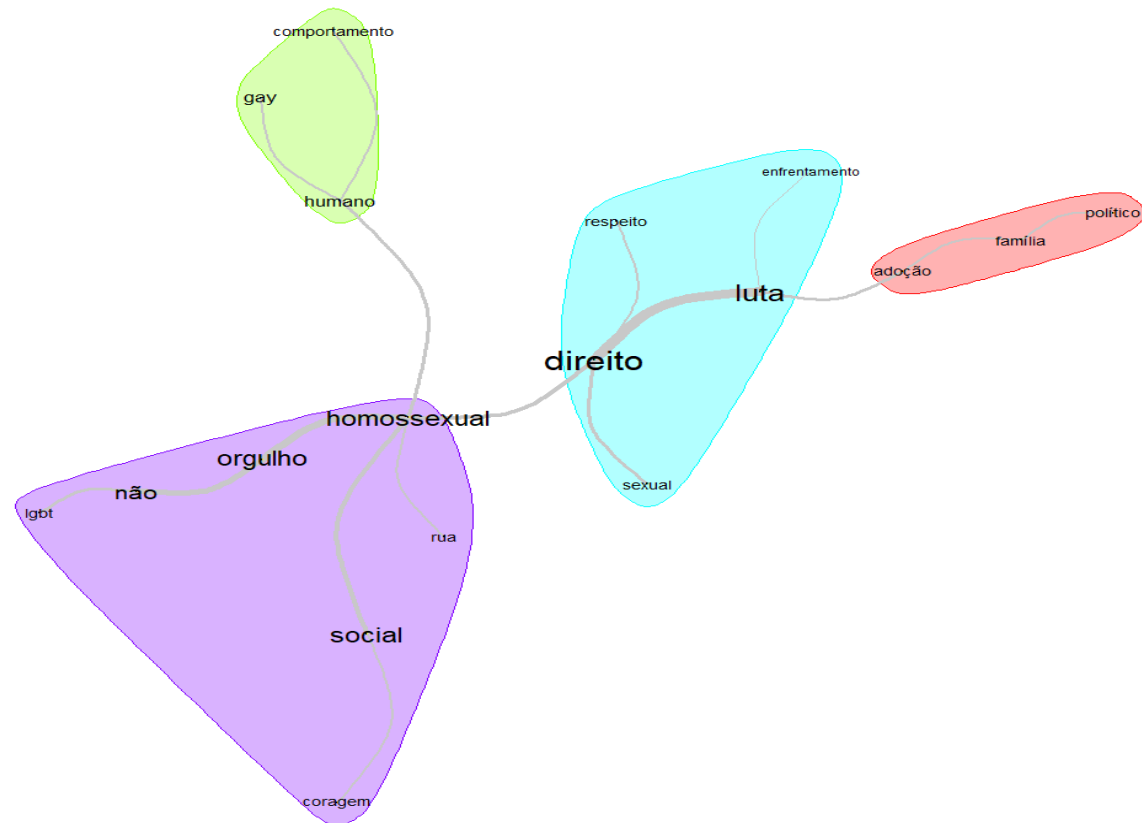 comportamento
gay
humano
enfrentamento
respeito
político
família
adoção
luta
direito
homossexual
orgulho
não
sexual
lgbt
rua
social
coragem